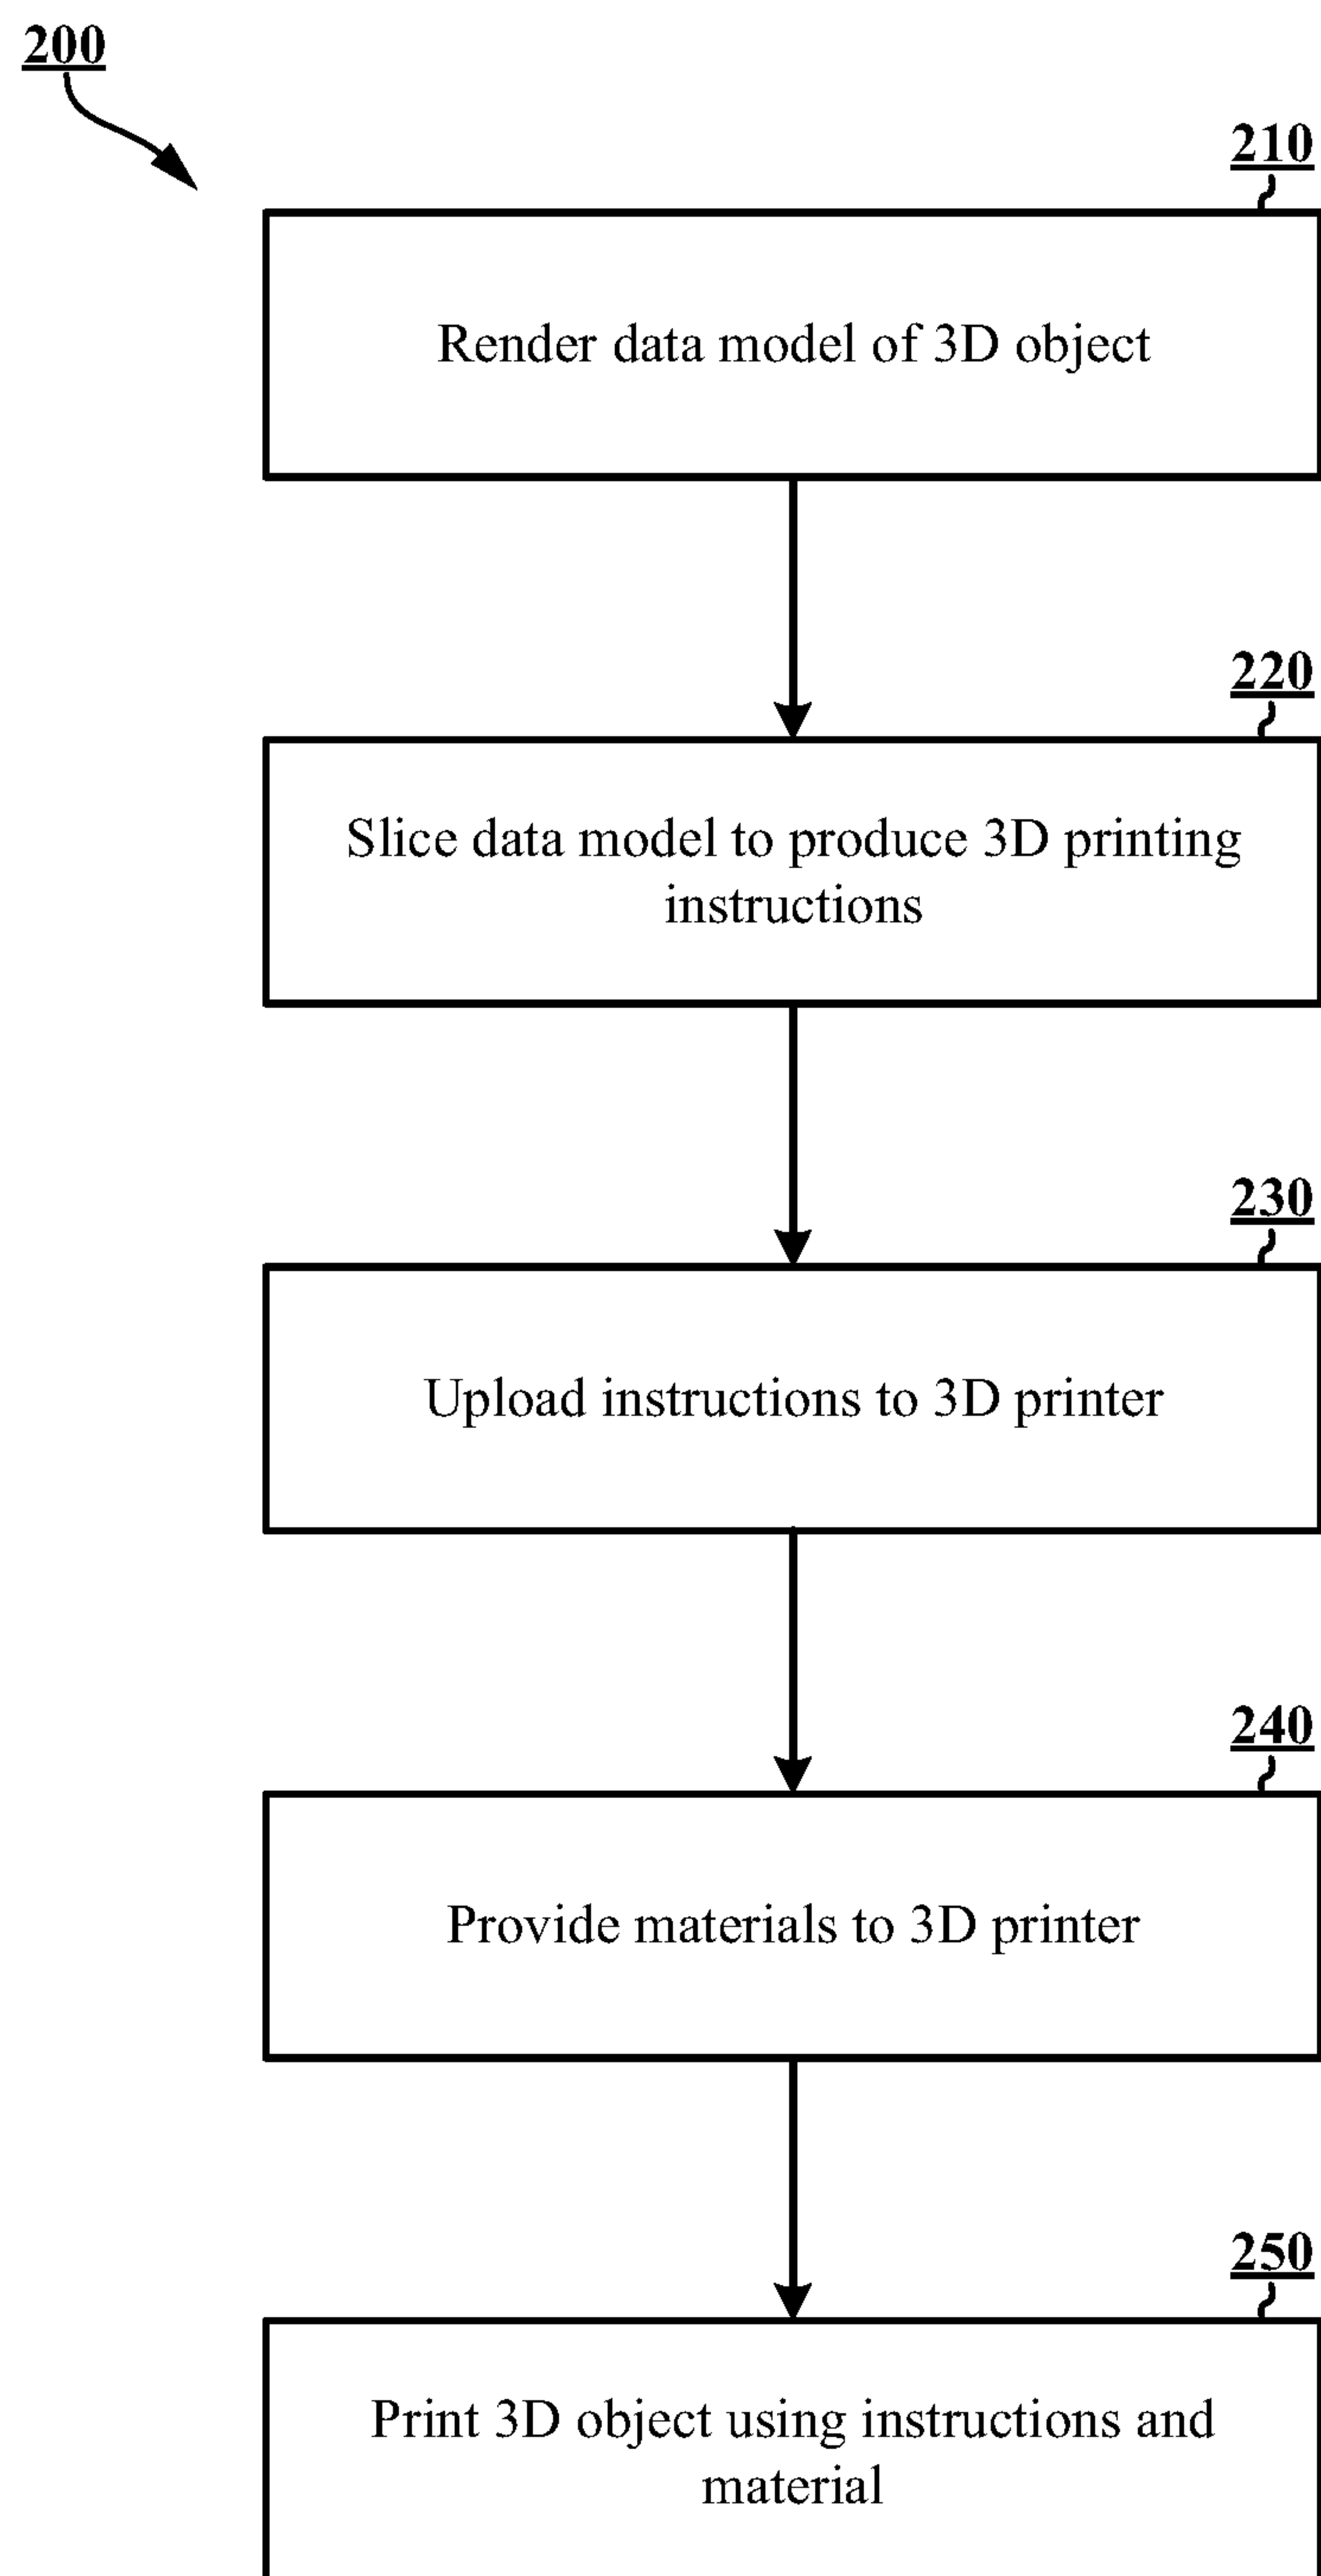 200
210
Render data model of 3D object
220
Slice data model to produce 3D printing
instructions
230
Upload instructions to 3D printer
240
Provide materials to 3D printer
250
Print 3D object using instructions and
material